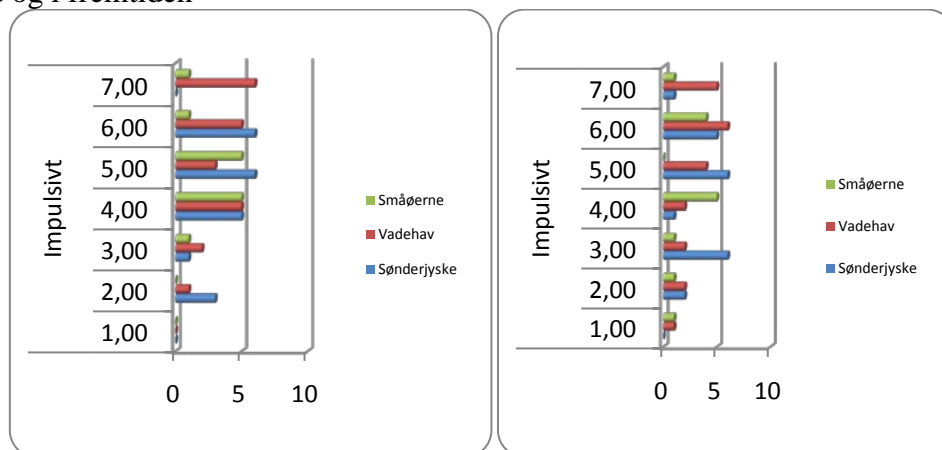 og i fremtiden
Impulsivt
7,00
6,00
5,00
4,00
3,00
2,00
1,00
0 5 10
Småøerne
Vadehav
Sønderjyske
Impulsivt
7,00
6,00
5,00
4,00
3,00
2,00
1,00
0 5 10
Småøerne
Vadehav
Sønderjyske